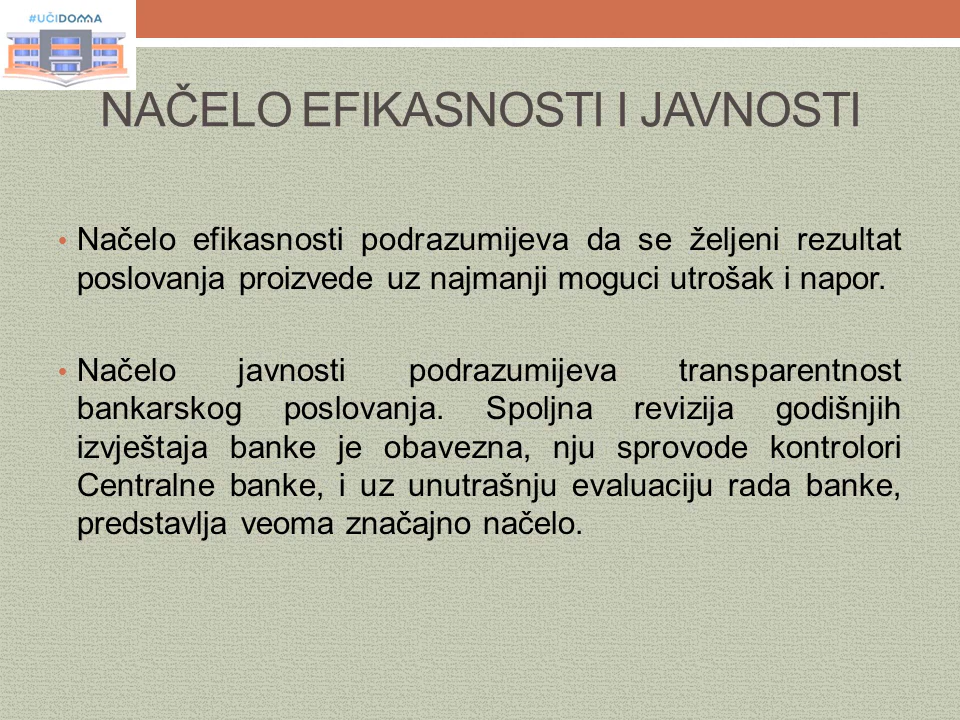 #UČIDOMA
NAČELO EFIKASNOSTI I JAVNOSTI
• Načelo efikasnosti podrazumijeva da se željeni rezultat
poslovanja proizvede uz najmanji moguci utrošak i napor.
• Načelo javnosti podrazumijeva transparentnost
bankarskog poslovanja. Spoljna revizija godišnjih
izvještaja banke je obavezna, nju sprovode kontrolori
Centralne banke, i uz unutrašnju evaluaciju rada banke,
predstavlja veoma značajno načelo.